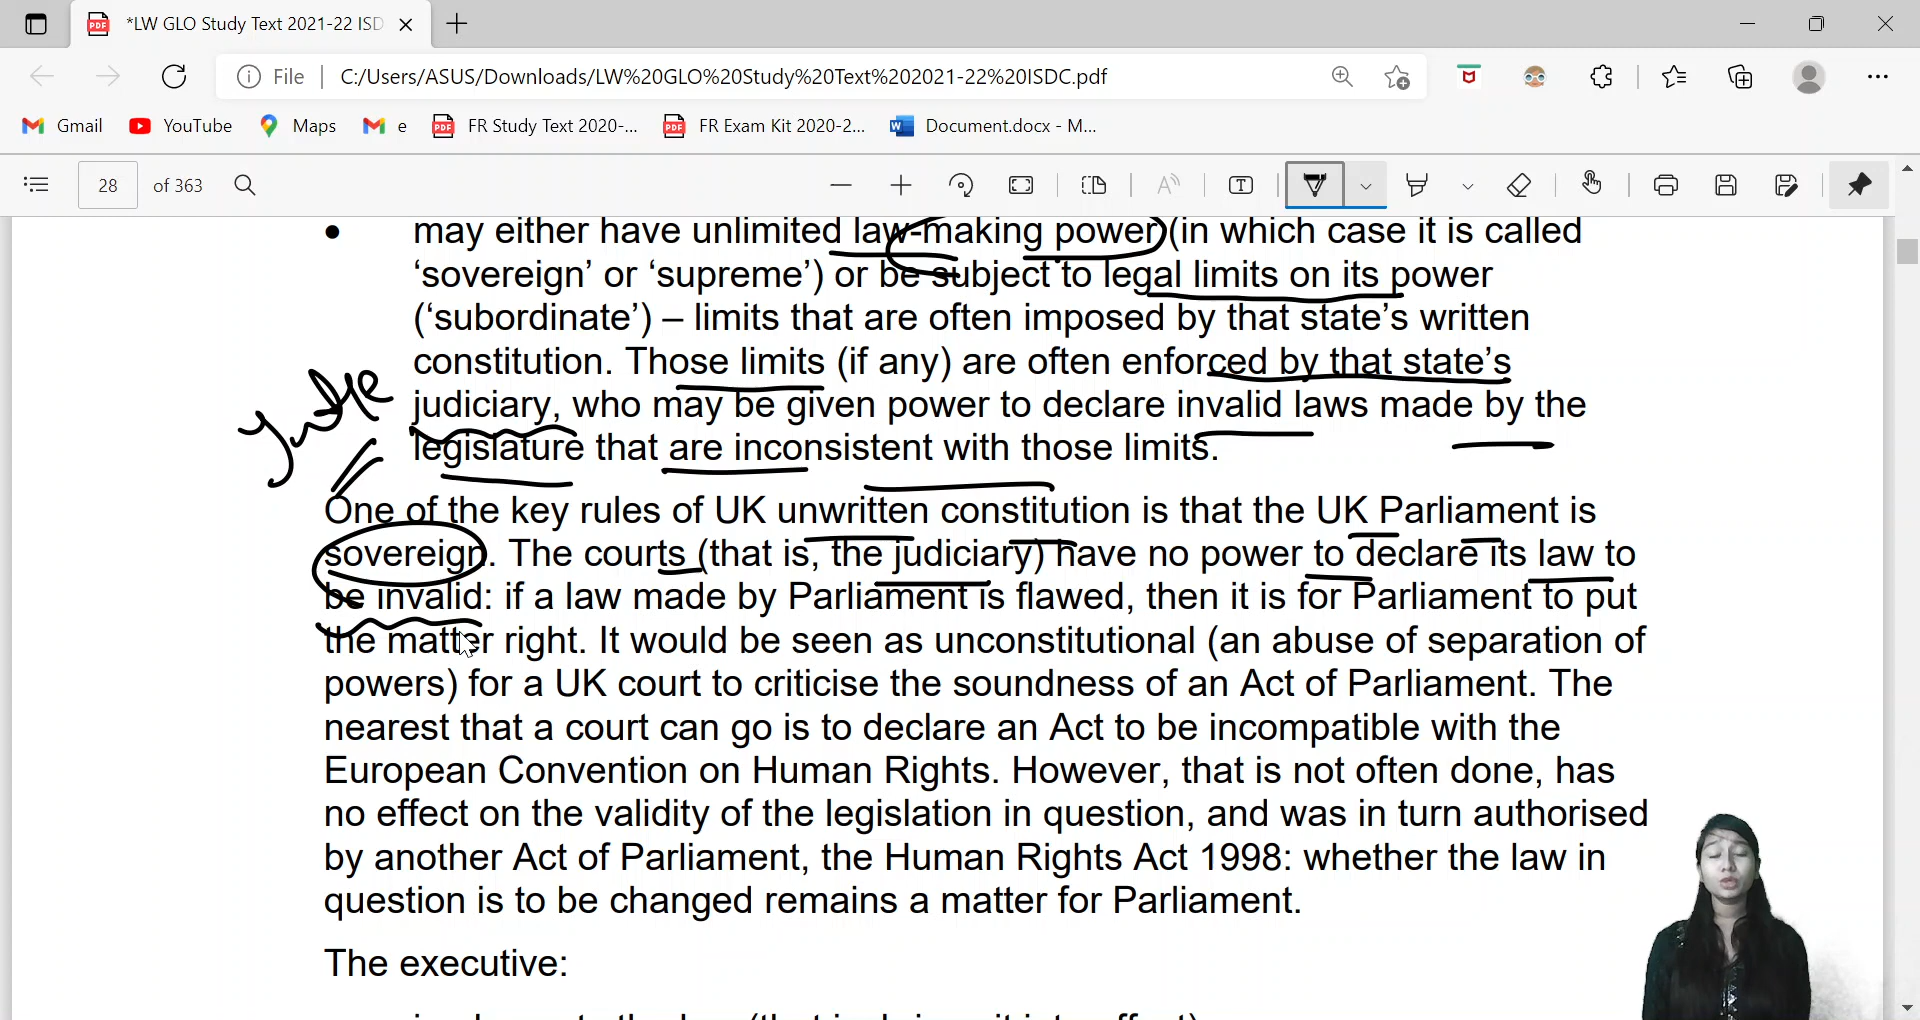 *LW GLO Study Text 2021-22 ISD
File C:/Users/ASUS/Downloads/LW%20GLO%20Study%20Text%202021-22%20ISDC.pdf
Gmail YouTube Maps e FR Study Text 2020-... FR Exam Kit 2020-2... Document.docx - M...
28 of 363
may either have unlimited law-making power (in which case it is called
‘sovereign’ or ‘supreme’) or be subject to legal limits on its power
(‘subordinate’) – limits that are often imposed by that state’s written
constitution. Those limits (if any) are often enforced by that state’s
judiciary, who may be given power to declare invalid laws made by the
legislature that are inconsistent with those limits.
One of the key rules of UK unwritten constitution is that the UK Parliament is
sovereign. The courts (that is, the judiciary) have no power to declare its law to
be invalid: if a law made by Parliament is flawed, then it is for Parliament to put
the matter right. It would be seen as unconstitutional (an abuse of separation of
powers) for a UK court to criticise the soundness of an Act of Parliament. The
nearest that a court can go is to declare an Act to be incompatible with the
European Convention on Human Rights. However, that is not often done, has
no effect on the validity of the legislation in question, and was in turn authorised
by another Act of Parliament, the Human Rights Act 1998: whether the law in
question is to be changed remains a matter for Parliament.
The executive: